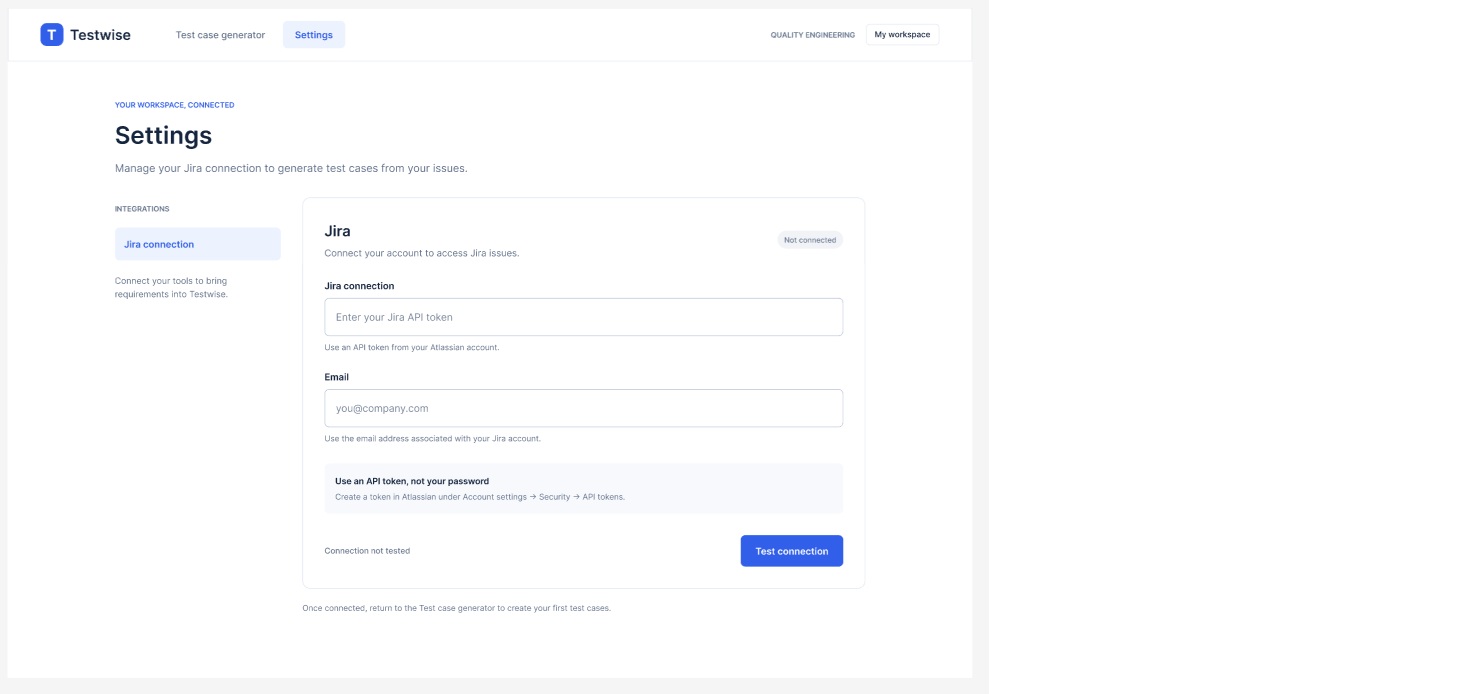 T Testwise
Test case generator
Settings
QUALITY ENGINEERING
My workspace
YOUR WORKSPACE, CONNECTED
Settings
Manage your Jira connection to generate test cases from your issues.
INTEGRATIONS
Jira connection
Connect your tools to bring
requirements into Testwise.
Jira
Connect your account to access Jira issues.
Not connected
Jira connection
Enter your Jira API token
Use an API token from your Atlassian account.
Email
you@company.com
Use the email address associated with your Jira account.
Use an API token, not your password
Create a token in Atlassian under Account settings → Security → API tokens.
Connection not tested
Test connection
Once connected, return to the Test case generator to create your first test cases.